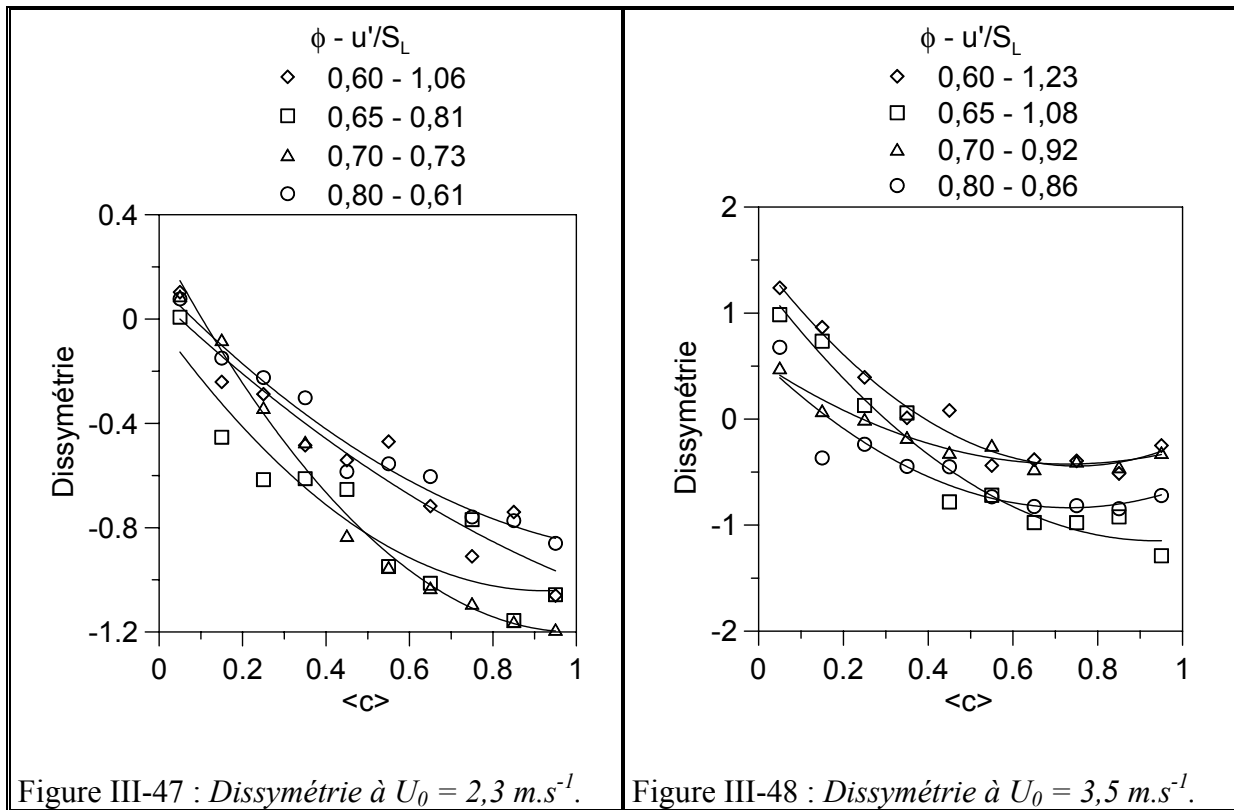 ϕ - u'/S_L
0,60 - 1,06
0,65 - 0,81
0,70 - 0,73
0,80 - 0,61
0.4
0
-0.4
-0.8
-1.2
Dissymétrie
0 0.2 0.4 0.6 0.8 1
<c>
Figure III-47 : Dissymétrie à U₀ = 2,3 m.s⁻¹.
ϕ - u'/S_L
0,60 - 1,23
0,65 - 1,08
0,70 - 0,92
0,80 - 0,86
2
1
0
-1
-2
Dissymétrie
0 0.2 0.4 0.6 0.8 1
<c>
Figure III-48 : Dissymétrie à U₀ = 3,5 m.s⁻¹.